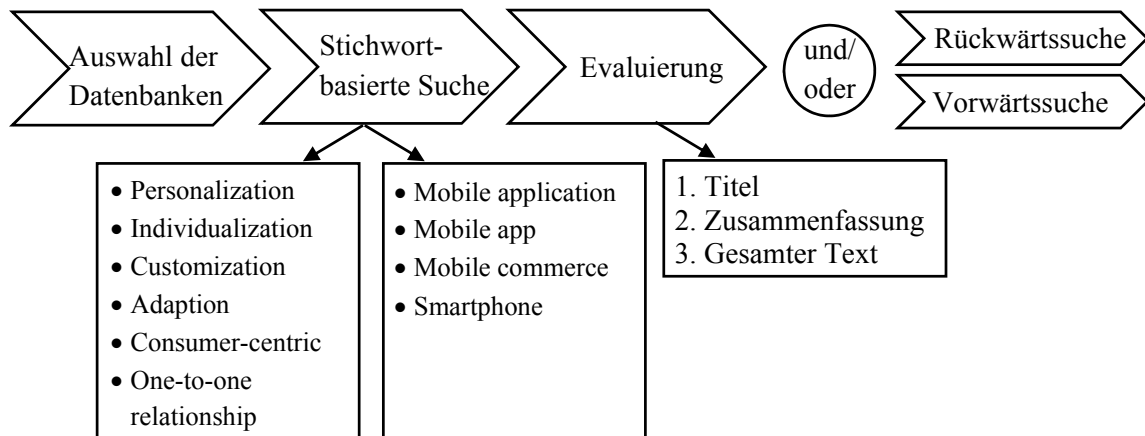 Auswahl der
Datenbanken
Stichwort-
basierte Suche
Evaluierung
und/
oder
Rückwärtssuche
Vorwärtssuche
• Personalization
• Individualization
• Customization
• Adaption
• Consumer-centric
• One-to-one
relationship
• Mobile application
• Mobile app
• Mobile commerce
• Smartphone
1. Titel
2. Zusammenfassung
3. Gesamter Text